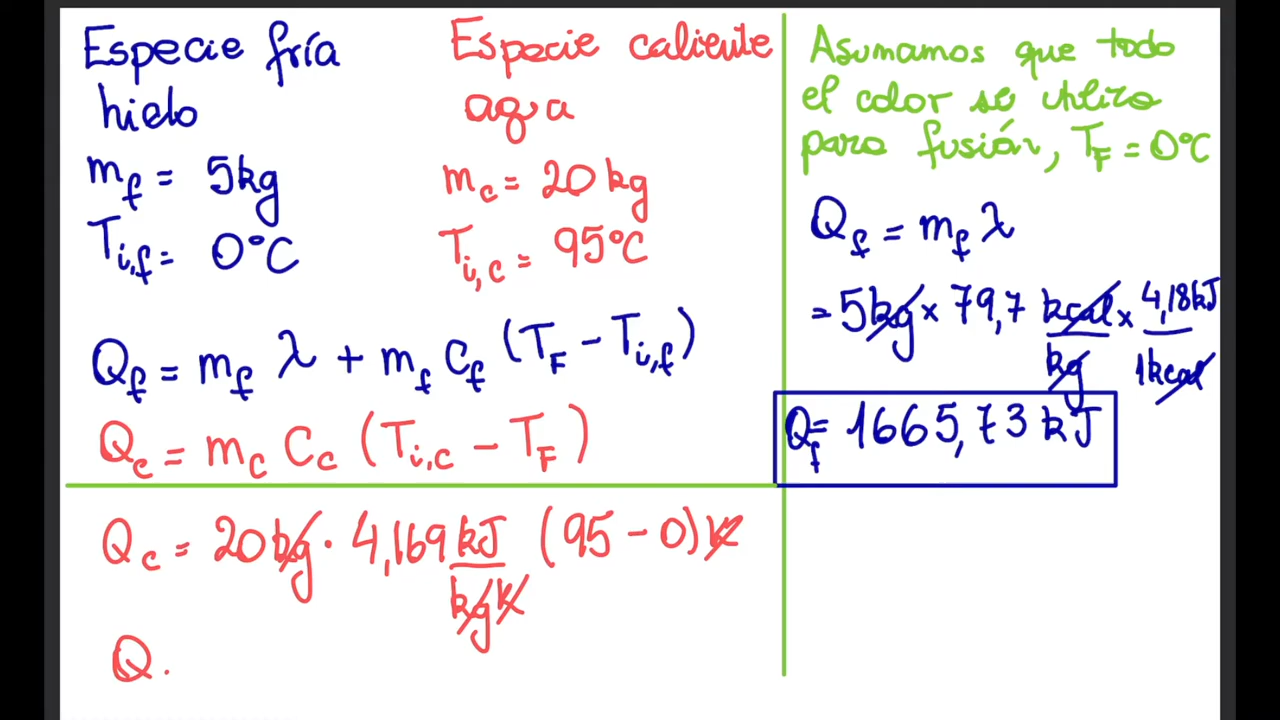 Especie fría
hielo
m_f = 5kg
T_i,f = 0°C
Especie caliente
agua
m_c = 20 kg
T_i,c = 95°C
Q_f = m_f λ + m_f C_f (T_F - T_i,f)
Q_c = m_c C_c (T_i,c - T_F)
Asumamos que todo
el calor se utiliza
para fusión, T_F = 0°C
Q_f = m_f λ
= 5kg × 79,7 kcal/kg × 4,18kJ/1kcal
Q_f = 1665,73 kJ
Q_c = 20kg · 4,169 kJ/kgK (95 - 0)K
Q